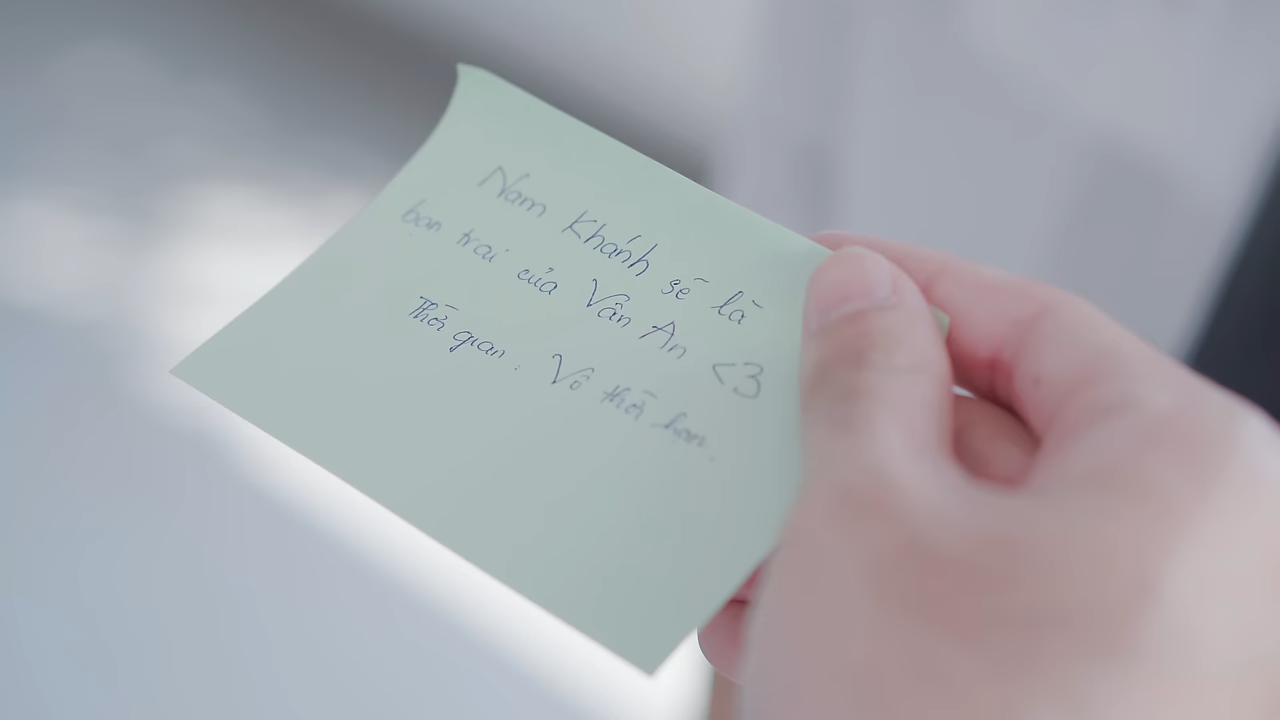 Nam Khánh sẽ là
bạn trai của Vân An <3
Thời gian: Vô thời hạn.